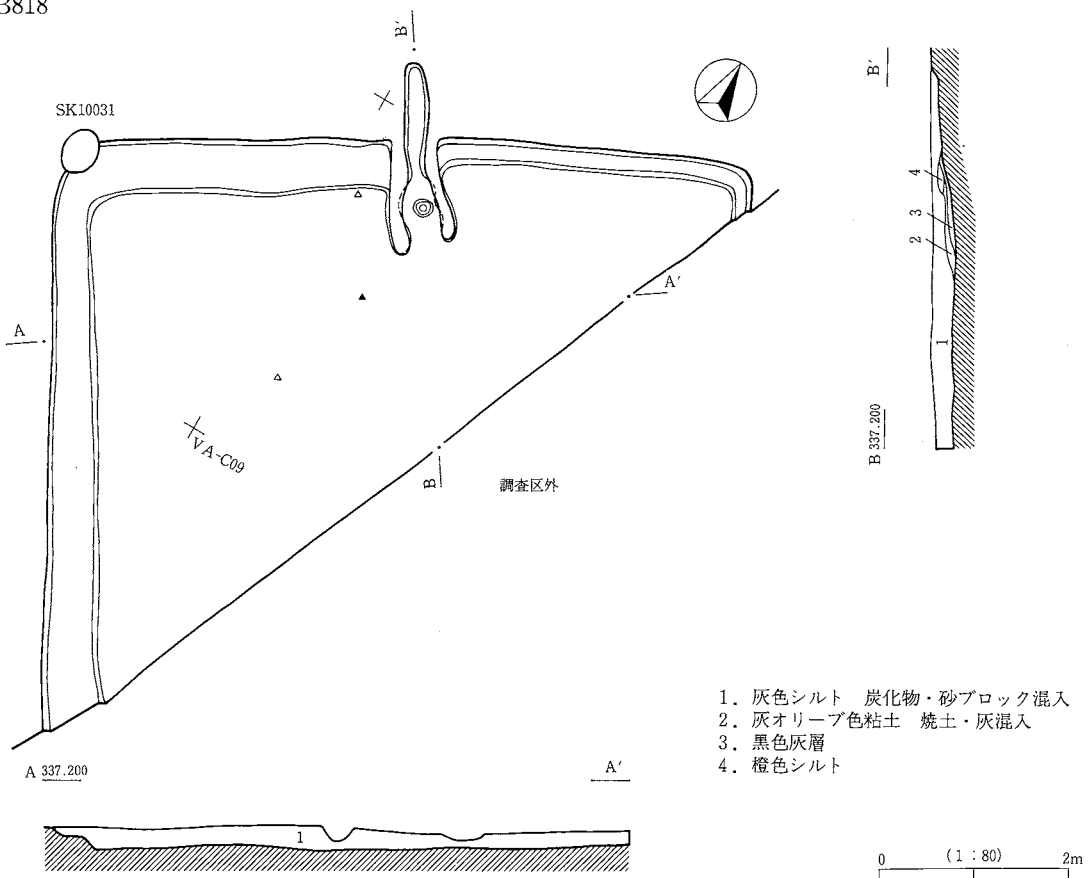 B818
B′
SK10031
A
A′
VA-C09
B
調査区外
B′
4
3
2
1
B 337.200
1. 灰色シルト 炭化物・砂ブロック混入
2. 灰オリーブ色粘土 焼土・灰混入
3. 黒色灰層
4. 橙色シルト
A 337.200
A′
1
0 (1:80) 2m